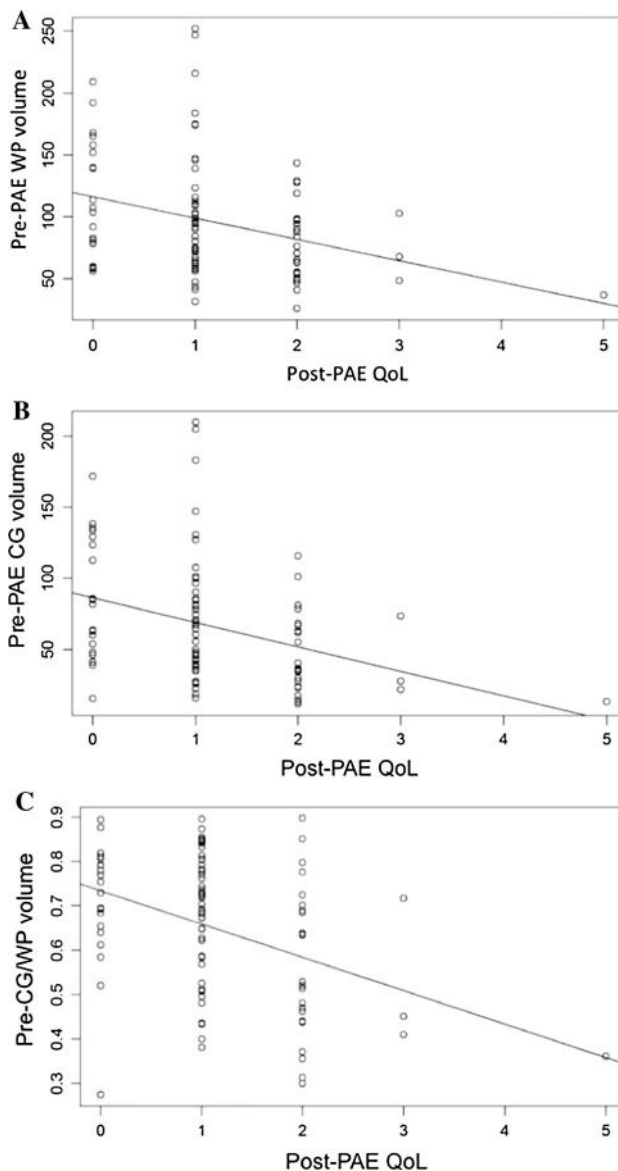 A
Pre-PAE WP volume
250
200
150
100
50
0 1 2 3 4 5
Post-PAE QoL
B
Pre-PAE CG volume
200
150
100
50
0 1 2 3 4 5
Post-PAE QoL
C
Pre-CG/WP volume
0.9
0.8
0.7
0.6
0.5
0.4
0.3
0 1 2 3 4 5
Post-PAE QoL